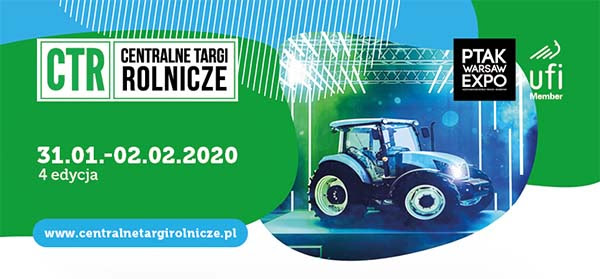 CTR
CENTRALNE TARGI
ROLNICZE
PTAK
WARSAW
EXPO
ufi
Member
31.01.-02.02.2020
4 edycja
www.centralnetargirolnicze.pl